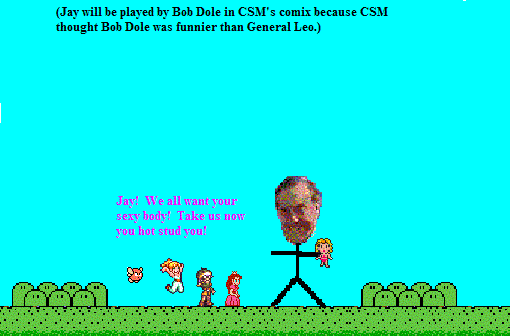 (Jay will be played by Bob Dole in CSM's comix because CSM
thought Bob Dole was funnier than General Leo.)
Jay!  We all want your
sexy body!  Take us now
you hot stud you!